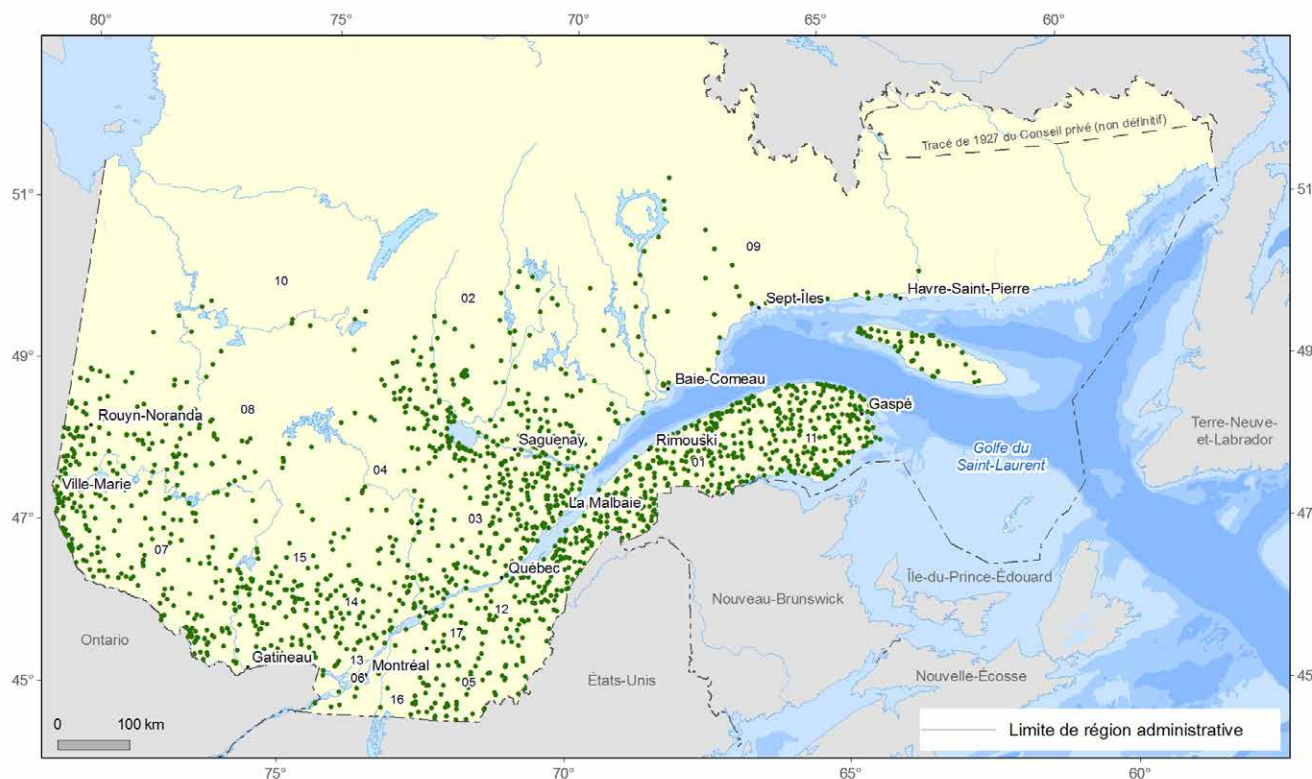 80° 75° 70° 65° 60°
Tracé de 1927 du Conseil privé (non définitif)
51° 51°
09
10
02
Sept-Îles
Havre-Saint-Pierre
49° 49°
Baie-Comeau
Gaspé
Rouyn-Noranda
08
Saguenay
Rimouski
11
Terre-Neuve-
et-Labrador
01
Golfe du
Saint-Laurent
04
Ville-Marie
La Malbaie
47° 47°
03
07
15
Québec
Île-du-Prince-Édouard
14
12
Nouveau-Brunswick
Ontario
17
Gatineau
13
Montréal
06
05
45° 45°
États-Unis
Nouvelle-Écosse
16
0 100 km
Limite de région administrative
75° 70° 65° 60°